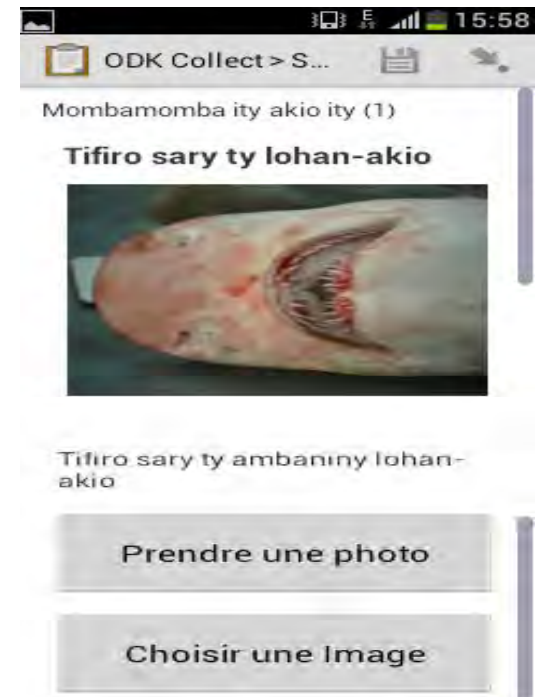 15:58
ODK Collect > S...
Mombamomba ity akio ity (1)
Tifiro sary ty lohan-akio
Tifiro sary ty ambaniny lohan-
akio
Prendre une photo
Choisir une Image